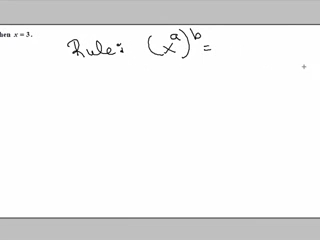 hen x = 3.
Rule: (x^a)^b =